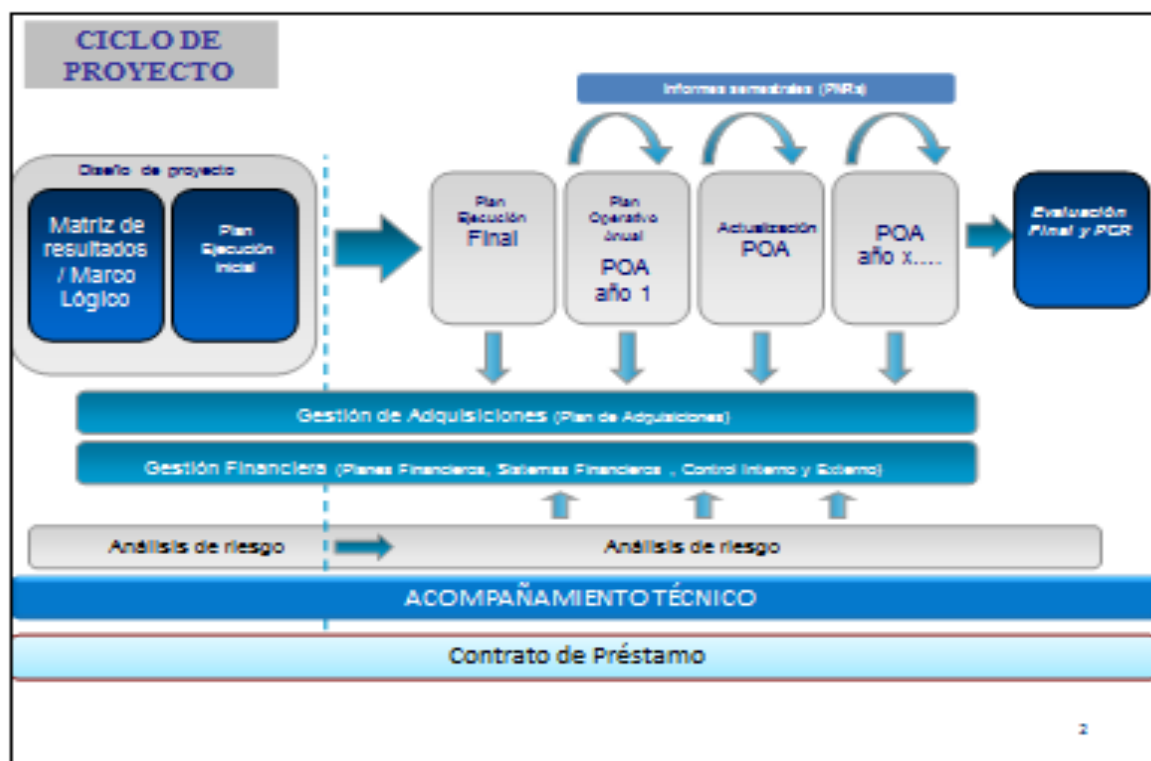 CICLO DE
PROYECTO
Informes semestrales (PMRs)
Diseño de proyecto
Matriz de
resultados
/ Marco
Lógico
Plan
Ejecución
Inicial
Plan
Ejecución
Final
Plan
Operativo
Anual
POA
año 1
Actualización
POA
POA
año x....
Evaluación
Final y PCR
Gestión de Adquisiciones (Plan de Adquisiciones)
Gestión Financiera (Planes Financieros, Sistemas Financieros , Control Interno y Externo)
Análisis de riesgo
Análisis de riesgo
ACOMPAÑAMIENTO TÉCNICO
Contrato de Préstamo
2